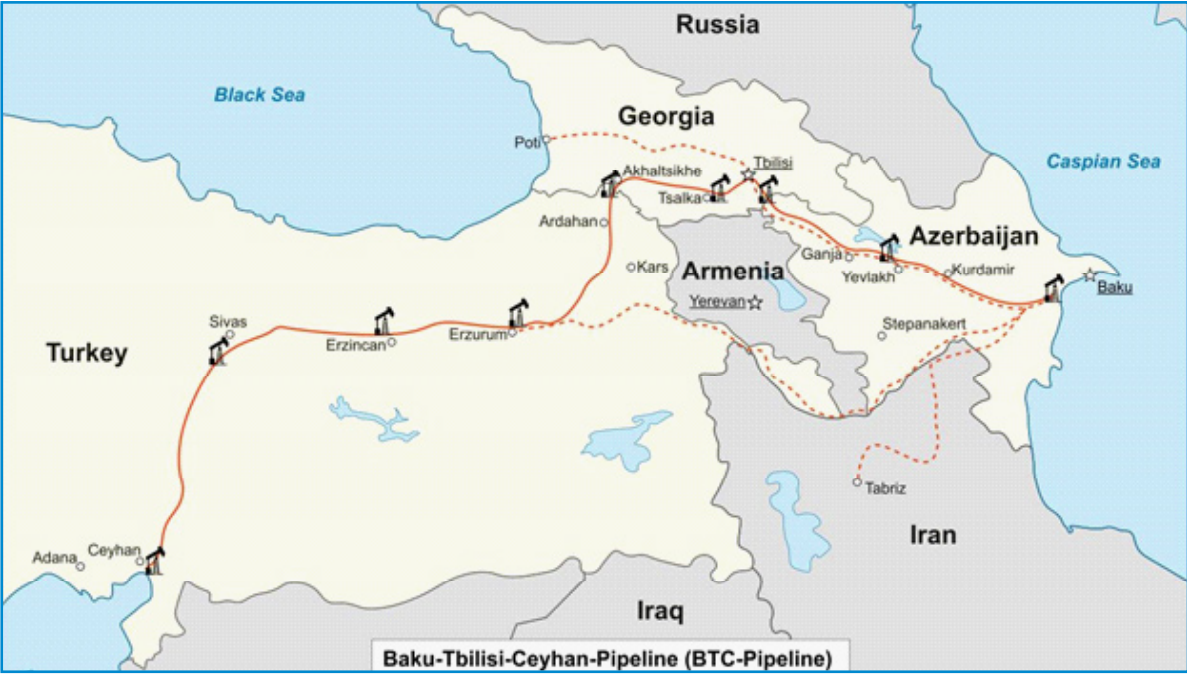 Russia
Black Sea
Georgia
Poti
Tbilisi
Caspian Sea
Akhaltsikhe
Tsalka
Ardahan
Azerbaijan
Ganja
Kars
Armenia
Yevlakh
Kurdamir
Baku
Yerevan
Sivas
Stepanakert
Erzurum
Erzincan
Turkey
Tabriz
Iran
Ceyhan
Adana
Iraq
Baku-Tbilisi-Ceyhan-Pipeline (BTC-Pipeline)